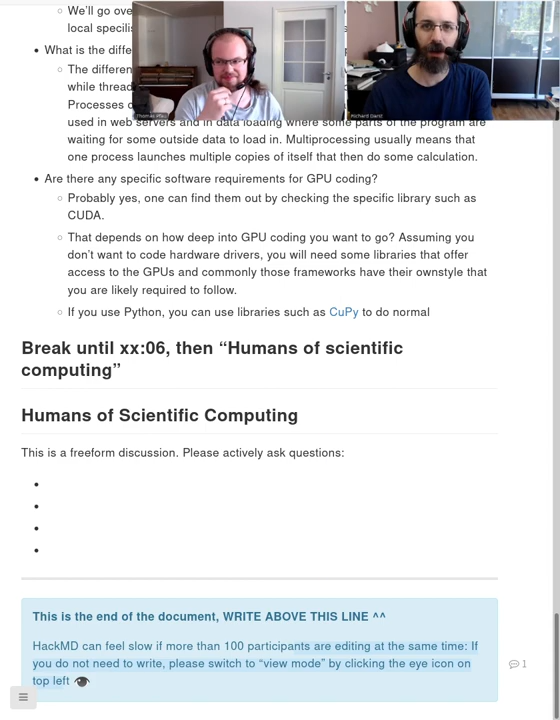 We'll go over
local specilis
What is the diffe
The differen
while thread
Processes
used in web servers and in data loading where some parts of the program are
waiting for some outside data to load in. Multiprocessing usually means that
one process launches multiple copies of itself that then do some calculation.
Are there any specific software requirements for GPU coding?
Probably yes, one can find them out by checking the specific library such as
CUDA.
That depends on how deep into GPU coding you want to go? Assuming you
don't want to code hardware drivers, you will need some libraries that offer
access to the GPUs and commonly those frameworks have their ownstyle that
you are likely required to follow.
If you use Python, you can use libraries such as CuPy to do normal
Break until xx:06, then “Humans of scientific
computing”
Humans of Scientific Computing
This is a freeform discussion. Please actively ask questions:
This is the end of the document, WRITE ABOVE THIS LINE ^^
HackMD can feel slow if more than 100 participants are editing at the same time: If
you do not need to write, please switch to “view mode” by clicking the eye icon on
top left
1